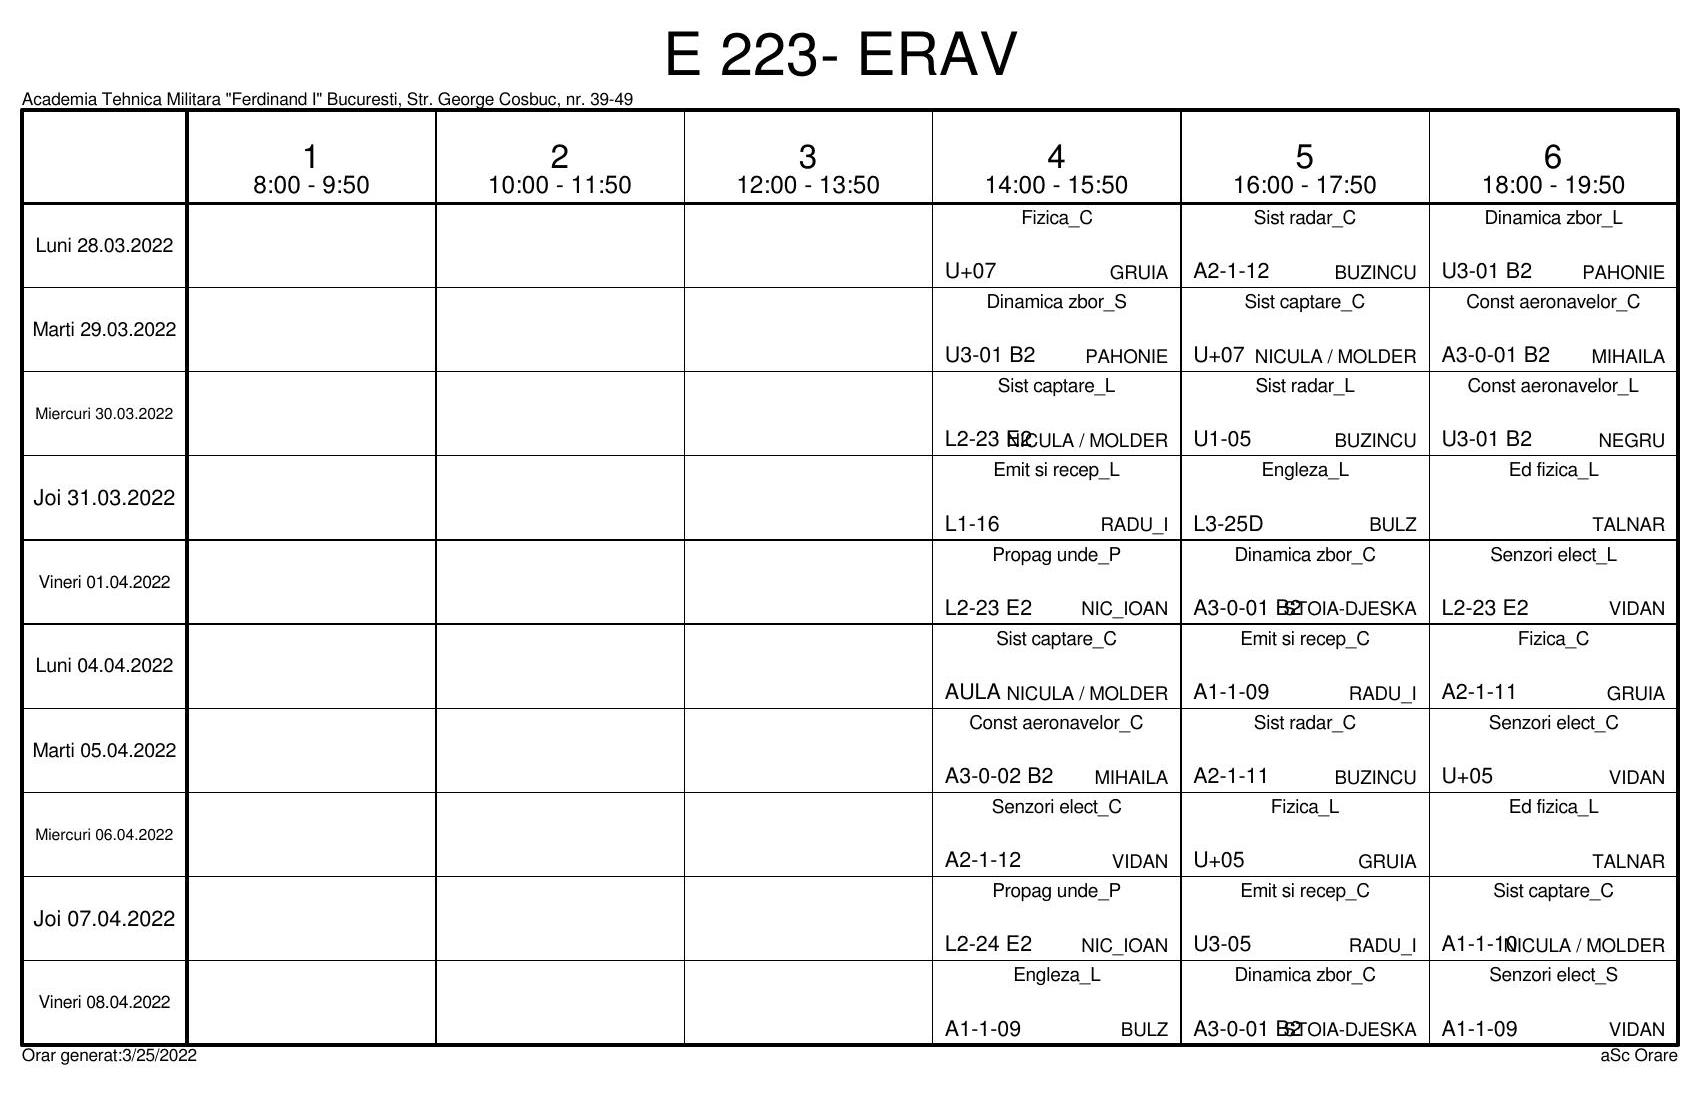 E 223- ERAV
Academia Tehnica Militara "Ferdinand I" Bucuresti, Str. George Cosbuc, nr. 39-49
1 2 3 4 5 6
8:00 - 9:50 10:00 - 11:50 12:00 - 13:50 14:00 - 15:50 16:00 - 17:50 18:00 - 19:50
Fizica_C Sist radar_C Dinamica zbor_L
Luni 28.03.2022
U+07 GRUIA A2-1-12 BUZINCU U3-01 B2 PAHONIE
Dinamica zbor_S Sist captare_C Const aeronavelor_C
Marti 29.03.2022
U3-01 B2 PAHONIE U+07 NICULA / MOLDER A3-0-01 B2 MIHAILA
Sist captare_L Sist radar_L Const aeronavelor_L
Miercuri 30.03.2022
L2-23 E2 NICULA / MOLDER U1-05 BUZINCU U3-01 B2 NEGRU
Emit si recep_L Engleza_L Ed fizica_L
Joi 31.03.2022
L1-16 RADU_I L3-25D BULZ TALNAR
Propag unde_P Dinamica zbor_C Senzori elect_L
Vineri 01.04.2022
L2-23 E2 NIC_IOAN A3-0-01 B2 STOIA-DJESKA L2-23 E2 VIDAN
Sist captare_C Emit si recep_C Fizica_C
Luni 04.04.2022
AULA NICULA / MOLDER A1-1-09 RADU_I A2-1-11 GRUIA
Const aeronavelor_C Sist radar_C Senzori elect_C
Marti 05.04.2022
A3-0-02 B2 MIHAILA A2-1-11 BUZINCU U+05 VIDAN
Senzori elect_C Fizica_L Ed fizica_L
Miercuri 06.04.2022
A2-1-12 VIDAN U+05 GRUIA TALNAR
Propag unde_P Emit si recep_C Sist captare_C
Joi 07.04.2022
L2-24 E2 NIC_IOAN U3-05 RADU_I A1-1-10 NICULA / MOLDER
Engleza_L Dinamica zbor_C Senzori elect_S
Vineri 08.04.2022
A1-1-09 BULZ A3-0-01 B2 STOIA-DJESKA A1-1-09 VIDAN
Orar generat:3/25/2022 aSc Orare